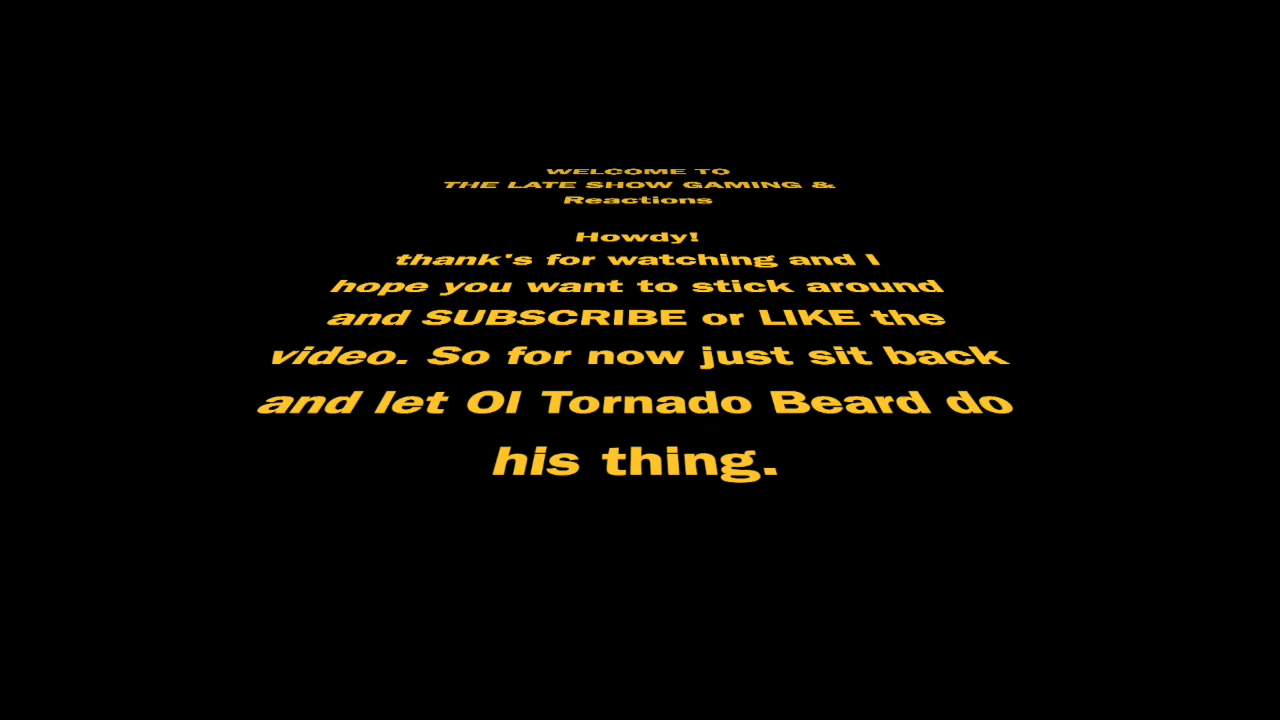 WELCOME TO
THE LATE SHOW GAMING &
Reactions
Howdy!
thank's for watching and I
hope you want to stick around
and SUBSCRIBE or LIKE the
video. So for now just sit back
and let Ol Tornado Beard do
his thing.